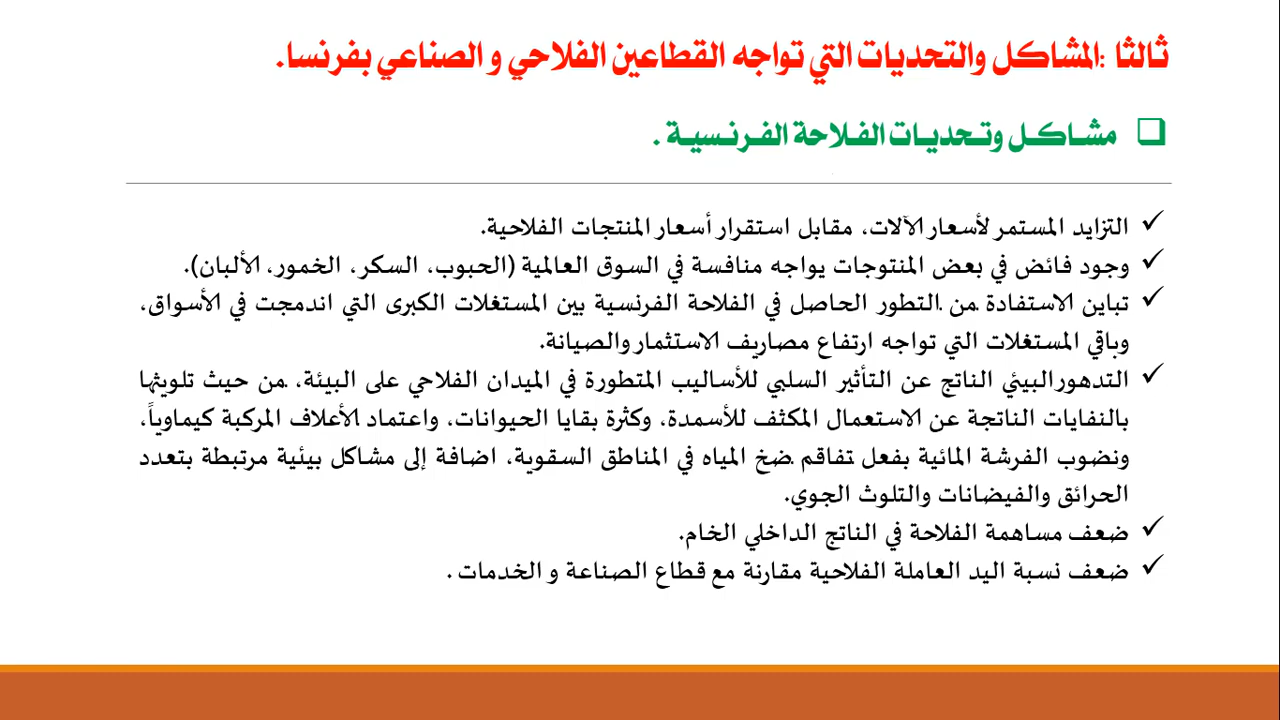 ثالثا :المشاكل والتحديات التي تواجه القطاعين الفلاحي و الصناعي بفرنسا.
❑ مشاكل وتحديات الفلاحة الفرنسية .
✓ التزايد المستمر لأسعار الآلات، مقابل استقرار أسعار المنتجات الفلاحية.
✓ وجود فائض في بعض المنتوجات يواجه منافسة في السوق العالمية (الحبوب، السكر، الخمور، الألبان).
✓ تباين الاستفادة من التطور الحاصل في الفلاحة الفرنسية بين المستغلات الكبرى التي اندمجت في الأسواق،
وباقي المستغلات التي تواجه ارتفاع مصاريف الاستثمار والصيانة.
✓ التدهور البيئي الناتج عن التأثير السلبي للأساليب المتطورة في الميدان الفلاحي على البيئة، من حيث تلويثها
بالنفايات الناتجة عن الاستعمال المكثف للأسمدة، وكثرة بقايا الحيوانات، واعتماد الأعلاف المركبة كيماوياً،
ونضوب الفرشة المائية بفعل تفاقم ضخ المياه في المناطق السقوية، اضافة إلى مشاكل بيئية مرتبطة بتعدد
الحرائق والفيضانات والتلوث الجوي.
✓ ضعف مساهمة الفلاحة في الناتج الداخلي الخام.
✓ ضعف نسبة اليد العاملة الفلاحية مقارنة مع قطاع الصناعة و الخدمات .